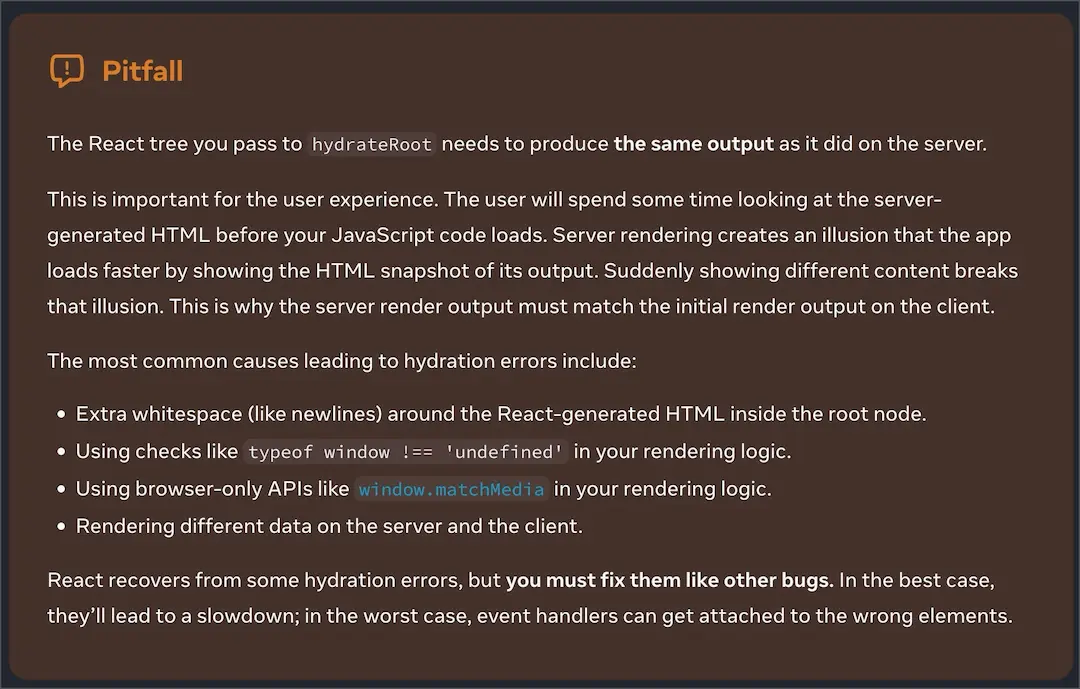 Pitfall
The React tree you pass to hydrateRoot needs to produce the same output as it did on the server.
This is important for the user experience. The user will spend some time looking at the server-
generated HTML before your JavaScript code loads. Server rendering creates an illusion that the app
loads faster by showing the HTML snapshot of its output. Suddenly showing different content breaks
that illusion. This is why the server render output must match the initial render output on the client.
The most common causes leading to hydration errors include:
• Extra whitespace (like newlines) around the React-generated HTML inside the root node.
• Using checks like typeof window !== 'undefined' in your rendering logic.
• Using browser-only APIs like window.matchMedia in your rendering logic.
• Rendering different data on the server and the client.
React recovers from some hydration errors, but you must fix them like other bugs. In the best case,
they’ll lead to a slowdown; in the worst case, event handlers can get attached to the wrong elements.